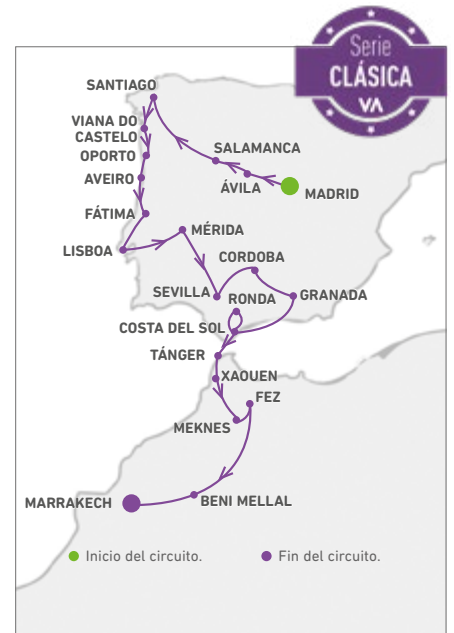 Serie
CLÁSICA
VA
SANTIAGO
VIANA DO
CASTELO
OPORTO
AVEIRO
FÁTIMA
LISBOA
SALAMANCA
ÁVILA
MADRID
MÉRIDA
CORDOBA
SEVILLA
RONDA
GRANADA
COSTA DEL SOL
TÁNGER
XAOUEN
FEZ
MEKNES
MARRAKECH
BENI MELLAL
Inicio del circuito.
Fin del circuito.